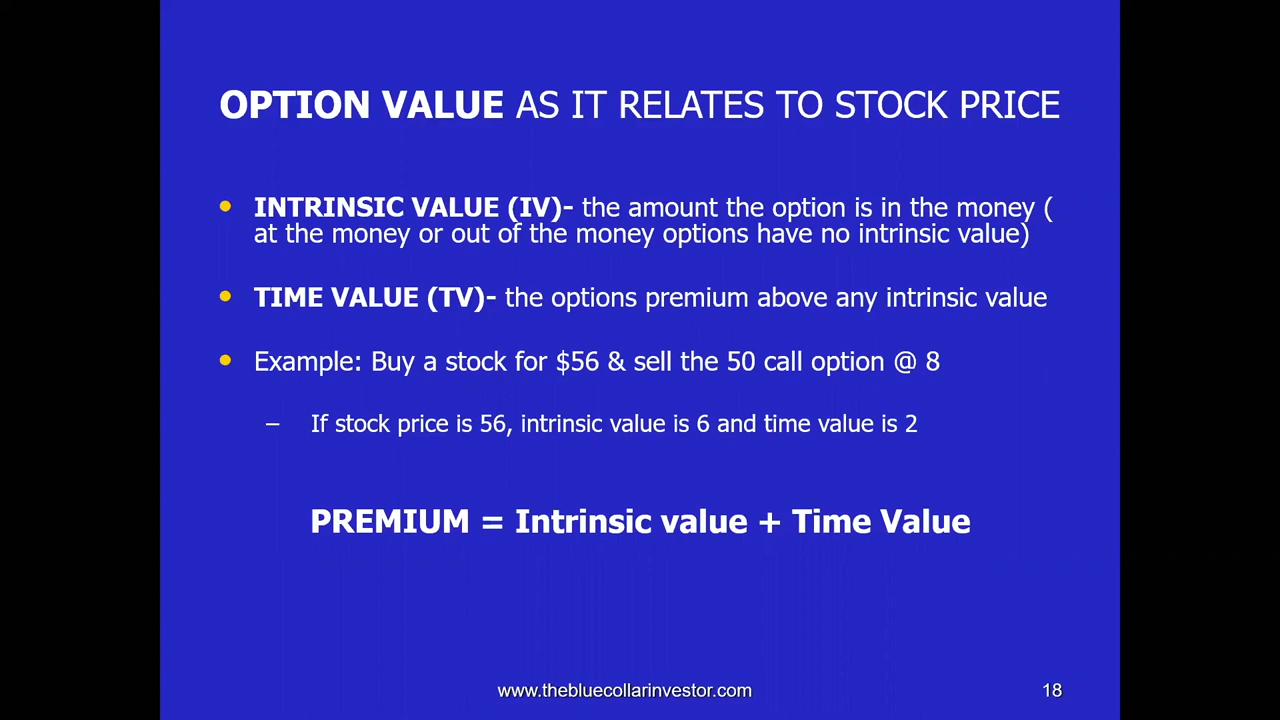 OPTION VALUE AS IT RELATES TO STOCK PRICE
• INTRINSIC VALUE (IV)- the amount the option is in the money (
at the money or out of the money options have no intrinsic value)
• TIME VALUE (TV)- the options premium above any intrinsic value
• Example: Buy a stock for $56 & sell the 50 call option @ 8
– If stock price is 56, intrinsic value is 6 and time value is 2
PREMIUM = Intrinsic value + Time Value
www.thebluecollarinvestor.com
18